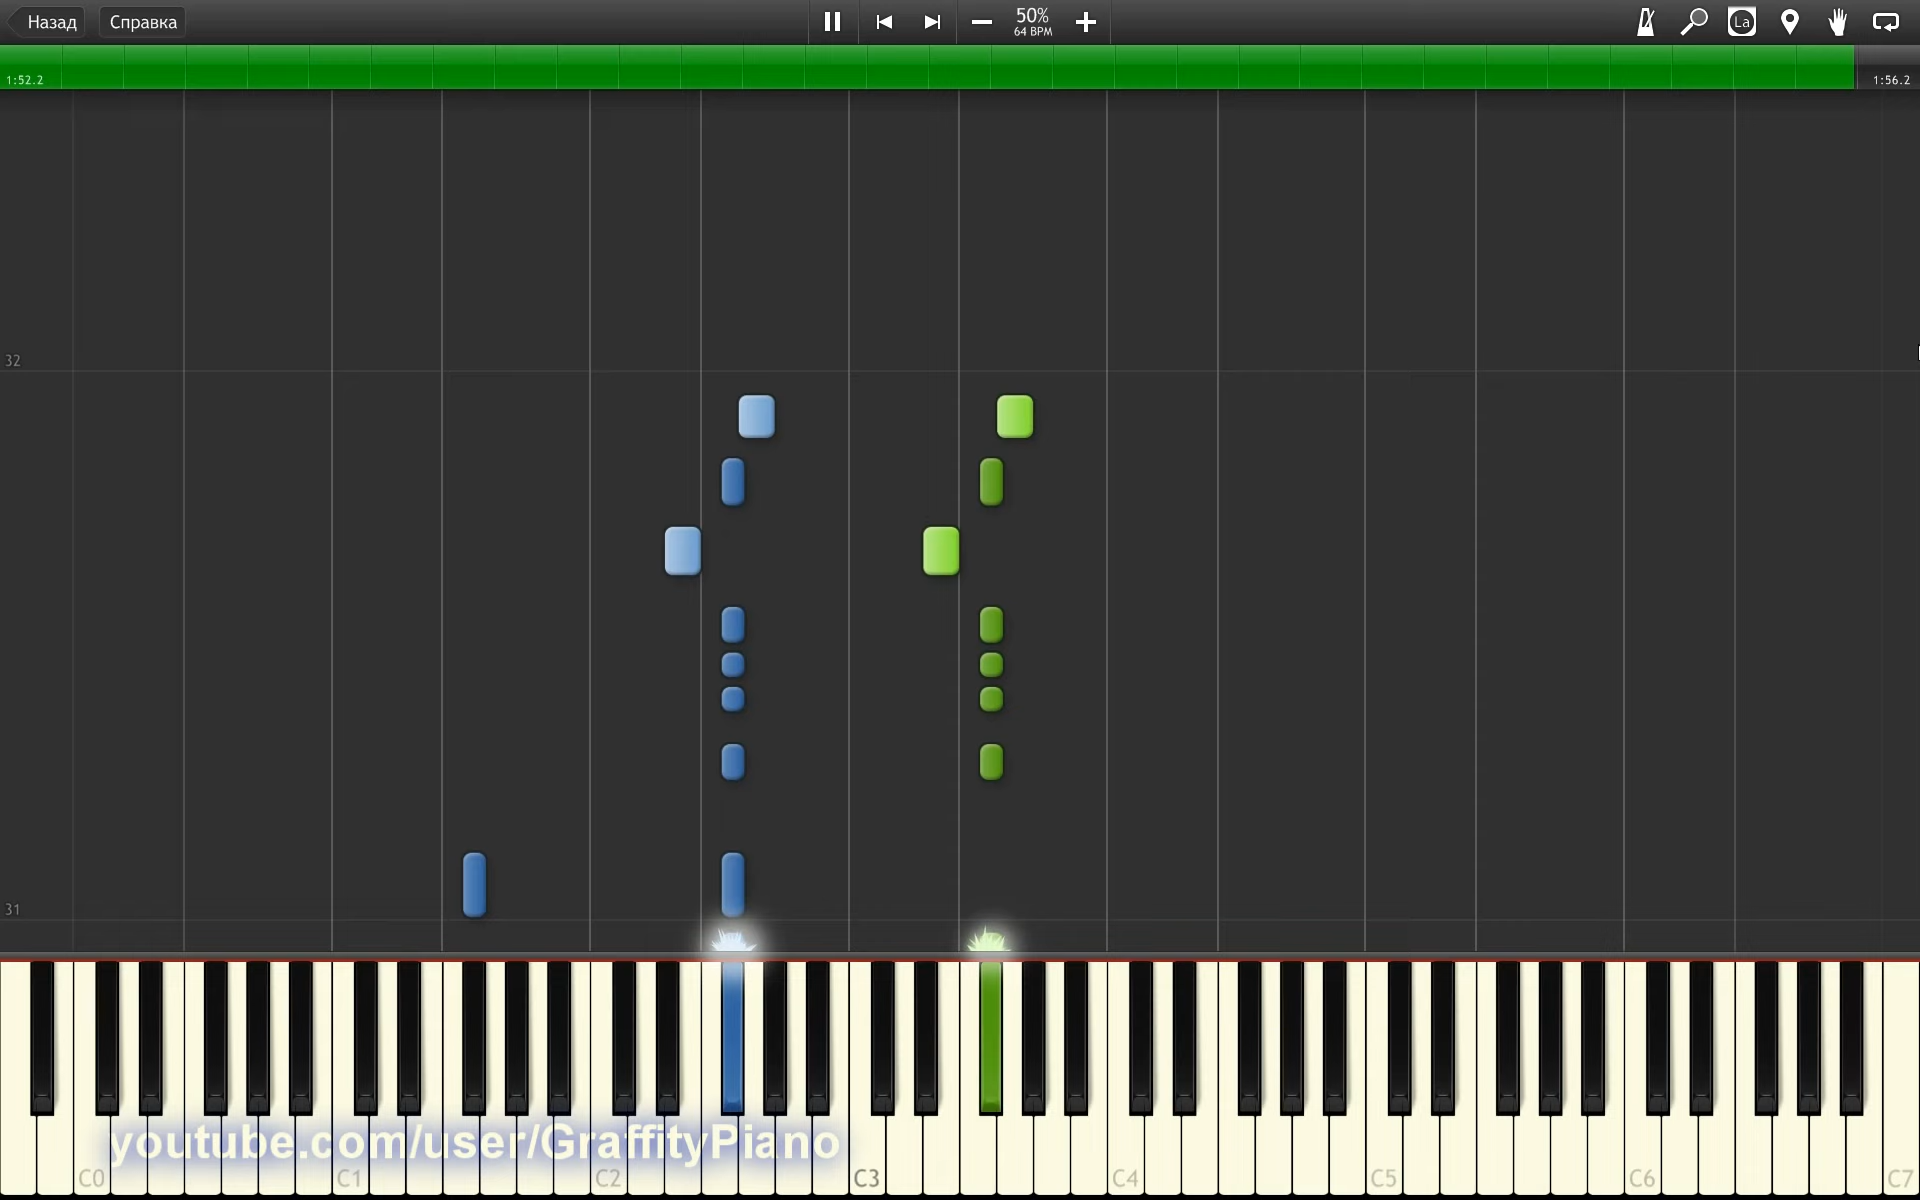 Назад Справка 50% La
64 BPM
1:52.2 1:56.2
32
31
youtube.com/user/GraffityPiano
C0 C1 C2 C3 C4 C5 C6 C7